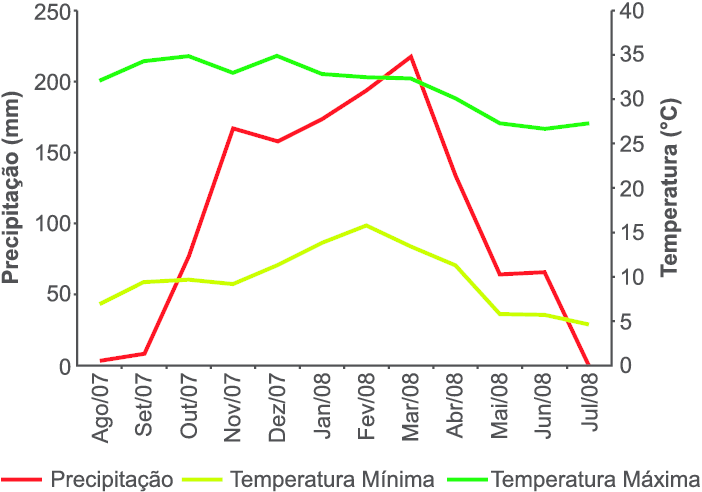 Precipitação (mm)
250
200
150
100
50
0
Temperatura (°C)
40
35
30
25
20
15
10
5
0
Ago/07
Set/07
Out/07
Nov/07
Dez/07
Jan/08
Fev/08
Mar/08
Abr/08
Mai/08
Jun/08
Jul/08
Precipitação
Temperatura Mínima
Temperatura Máxima